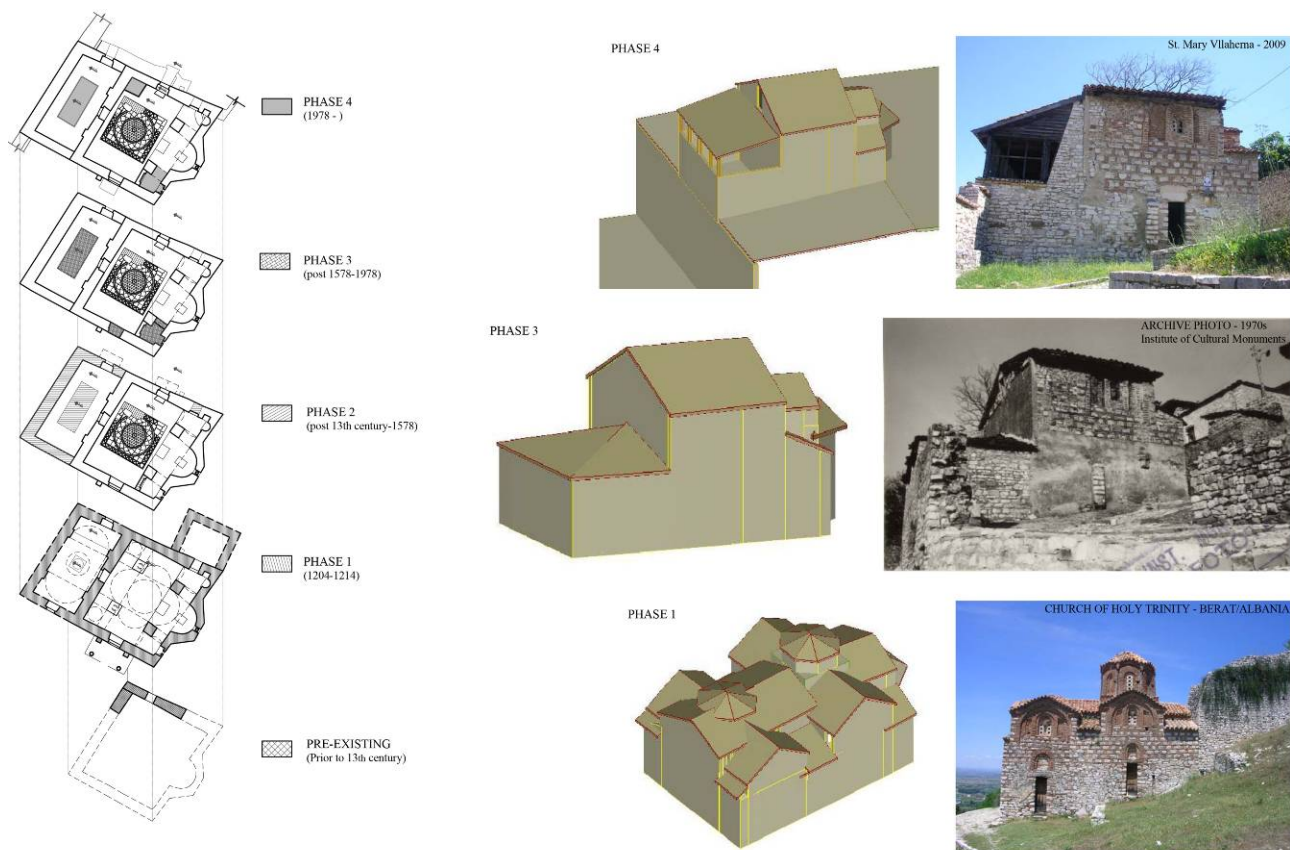 PHASE 4
(1978 - )
PHASE 3
(post 1578-1978)
PHASE 2
(post 13th century-1578)
PHASE 1
(1204-1214)
PRE-EXISTING
(Prior to 13th century)
PHASE 4
St. Mary Vllaherna - 2009
PHASE 3
ARCHIVE PHOTO - 1970s
Institute of Cultural Monuments
INST.
FOTO
PHASE 1
CHURCH OF HOLY TRINITY - BERAT/ALBANIA